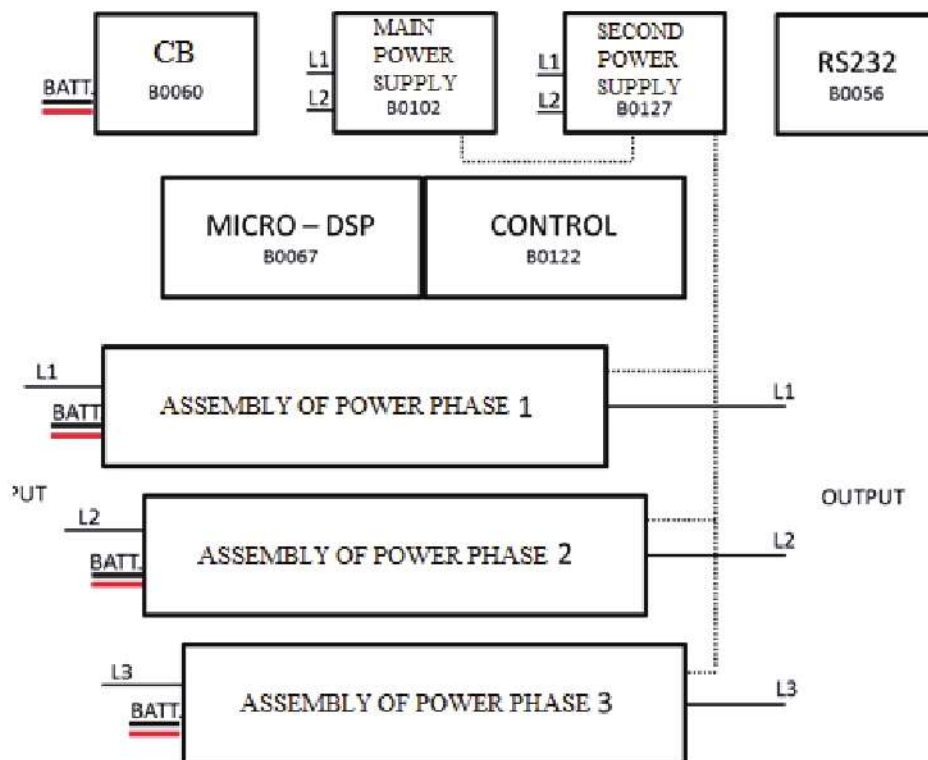 CB
B0060
BATT.
MAIN
POWER
SUPPLY
B0102
L1
L2
SECOND
POWER
SUPPLY
B0127
L1
L2
RS232
B0056
MICRO – DSP
B0067
CONTROL
B0122
L1
BATT
ASSEMBLY OF POWER PHASE 1
L1
PUT
OUTPUT
L2
BATT.
ASSEMBLY OF POWER PHASE 2
L2
L3
BATT.
ASSEMBLY OF POWER PHASE 3
L3